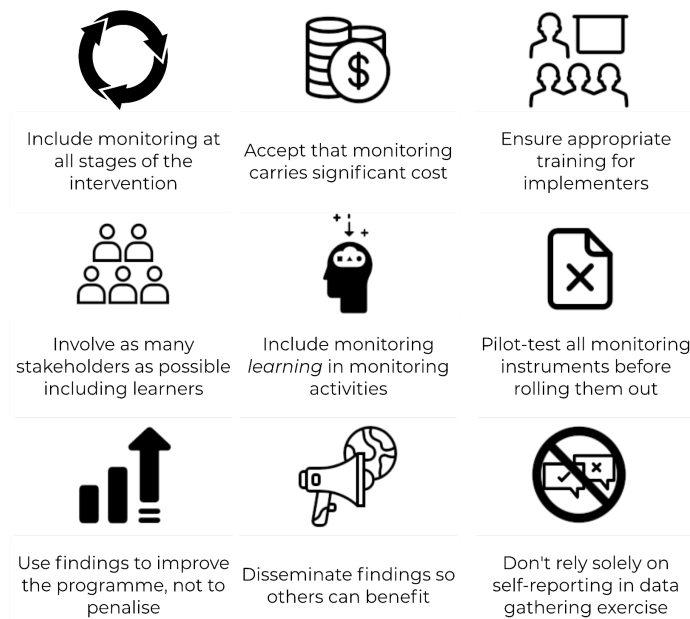 Include monitoring at
all stages of the
intervention
Accept that monitoring
carries significant cost
Ensure appropriate
training for
implementers
Involve as many
stakeholders as possible
including learners
Include monitoring
learning in monitoring
activities
Pilot-test all monitoring
instruments before
rolling them out
Use findings to improve
the programme, not to
penalise
Disseminate findings so
others can benefit
Don't rely solely on
self-reporting in data
gathering exercise